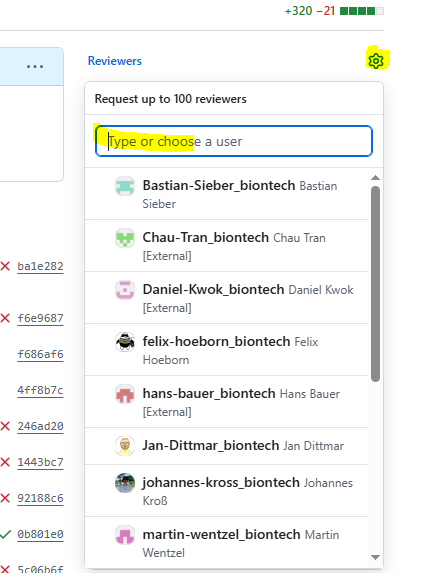 +320 −21
...
Reviewers
Request up to 100 reviewers
Type or choose a user
Bastian-Sieber_biontech Bastian
Sieber
Chau-Tran_biontech Chau Tran
[External]
ba1e282
Daniel-Kwok_biontech Daniel Kwok
[External]
f6e9687
felix-hoeborn_biontech Felix
Hoeborn
f686af6
hans-bauer_biontech Hans Bauer
[External]
4ff8b7c
246ad20
Jan-Dittmar_biontech Jan Dittmar
1443bc7
johannes-kross_biontech Johannes
Kroß
92188c6
martin-wentzel_biontech Martin
Wentzel
0b801e0
5c06b6f